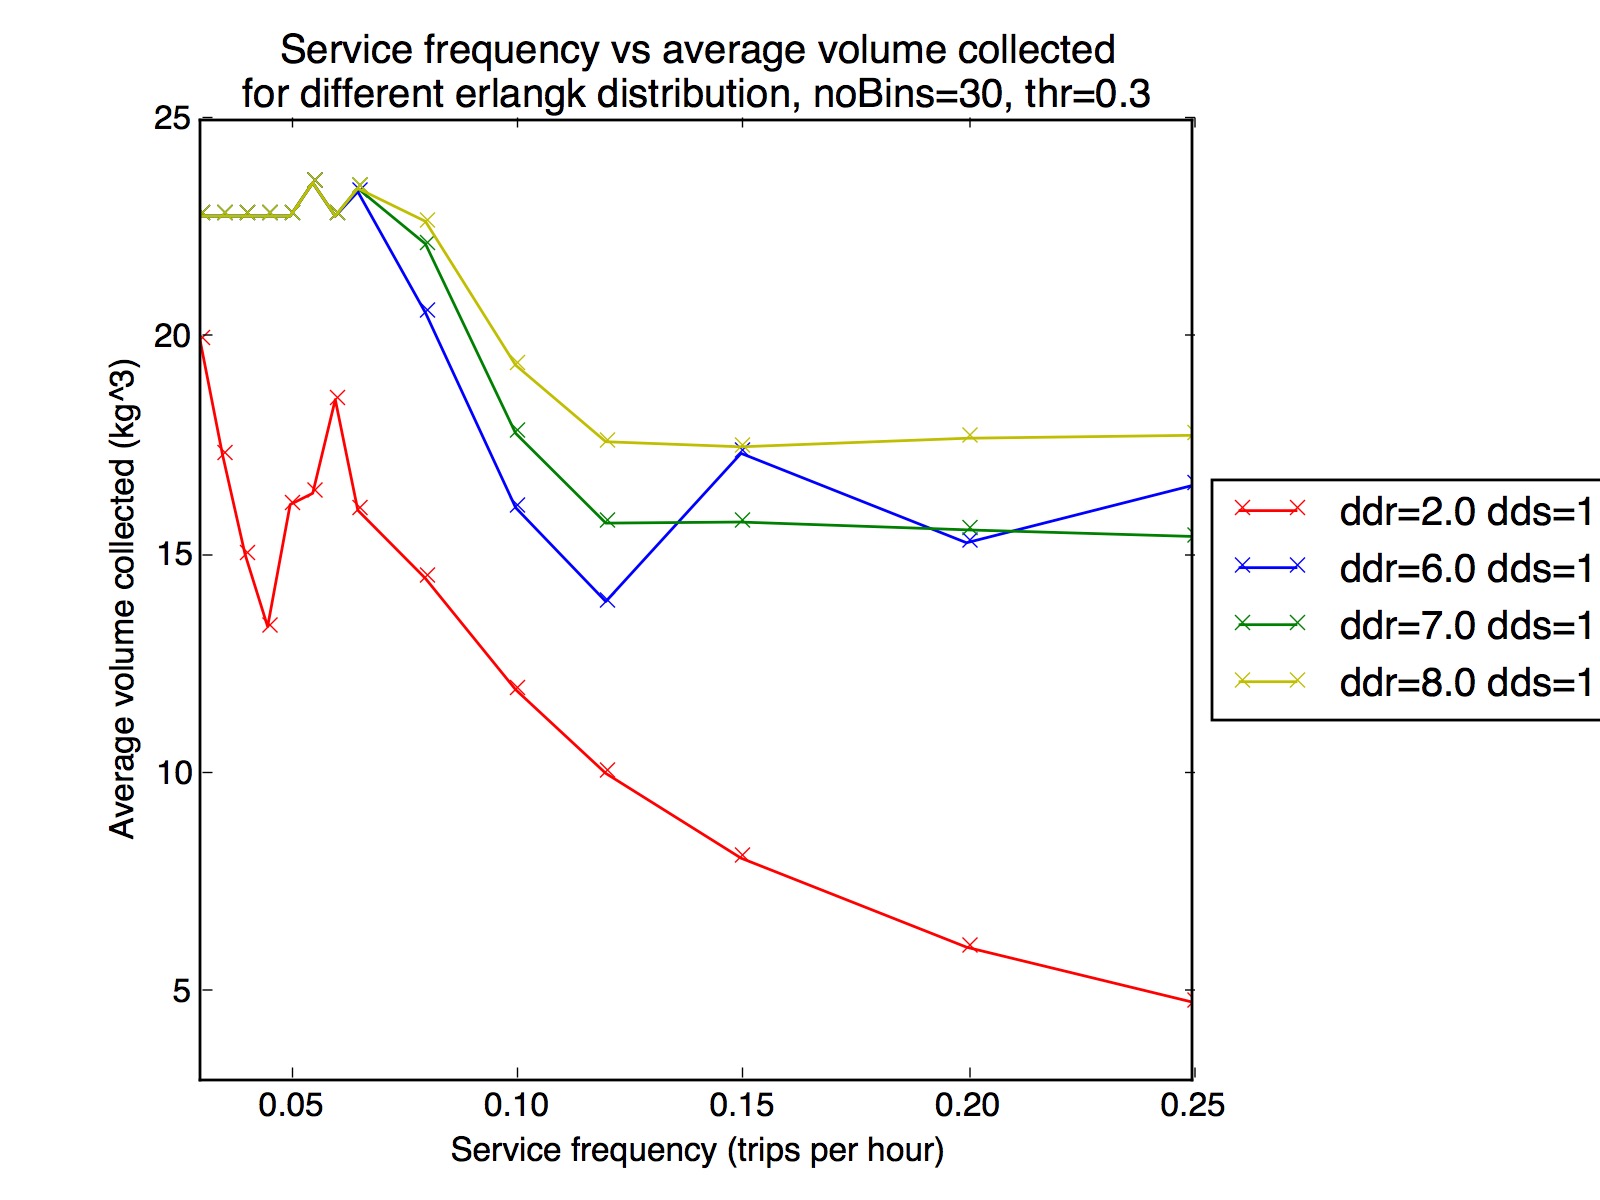 Service frequency vs average volume collected
for different erlangk distribution, noBins=30, thr=0.3
25
20
15
10
5
Average volume collected (kg^3)
0.05 0.10 0.15 0.20 0.25
Service frequency (trips per hour)
ddr=2.0 dds=1
ddr=6.0 dds=1
ddr=7.0 dds=1
ddr=8.0 dds=1